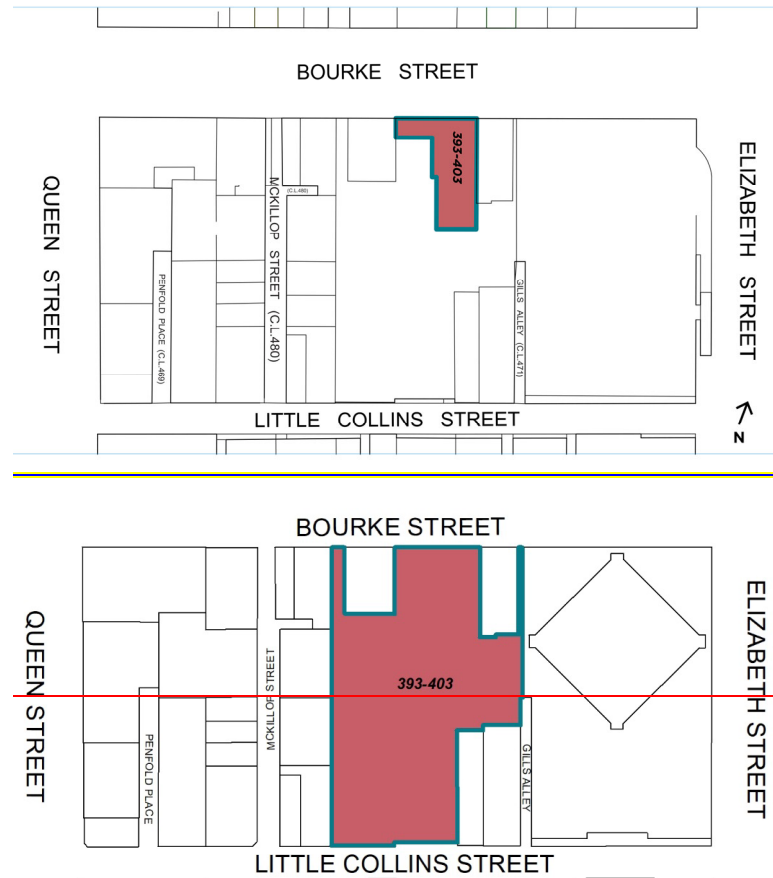 BOURKE STREET
393-403
ELIZABETH STREET
QUEEN STREET
MCKILLOP STREET (C.L.480)
(C.L.480)
PENFOLD PLACE (C.L.469)
GILLS ALLEY (C.L.471)
LITTLE COLLINS STREET
N
BOURKE STREET
QUEEN STREET
ELIZABETH STREET
MCKILLOP STREET
393-403
PENFOLD PLACE
GILLS ALLEY
LITTLE COLLINS STREET